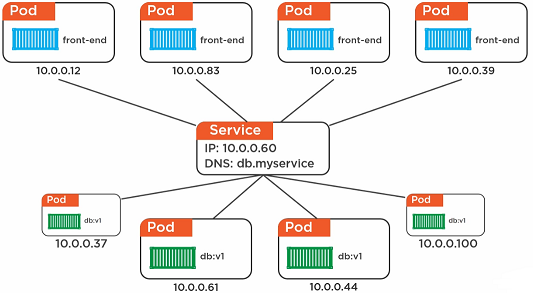 Pod
front-end
10.0.0.12
Pod
front-end
10.0.0.83
Pod
front-end
10.0.0.25
Pod
front-end
10.0.0.39
Service
IP: 10.0.0.60
DNS: db.myservice
Pod
db:v1
10.0.0.37
Pod
db:v1
10.0.0.61
Pod
db:v1
10.0.0.44
Pod
db:v1
10.0.0.100